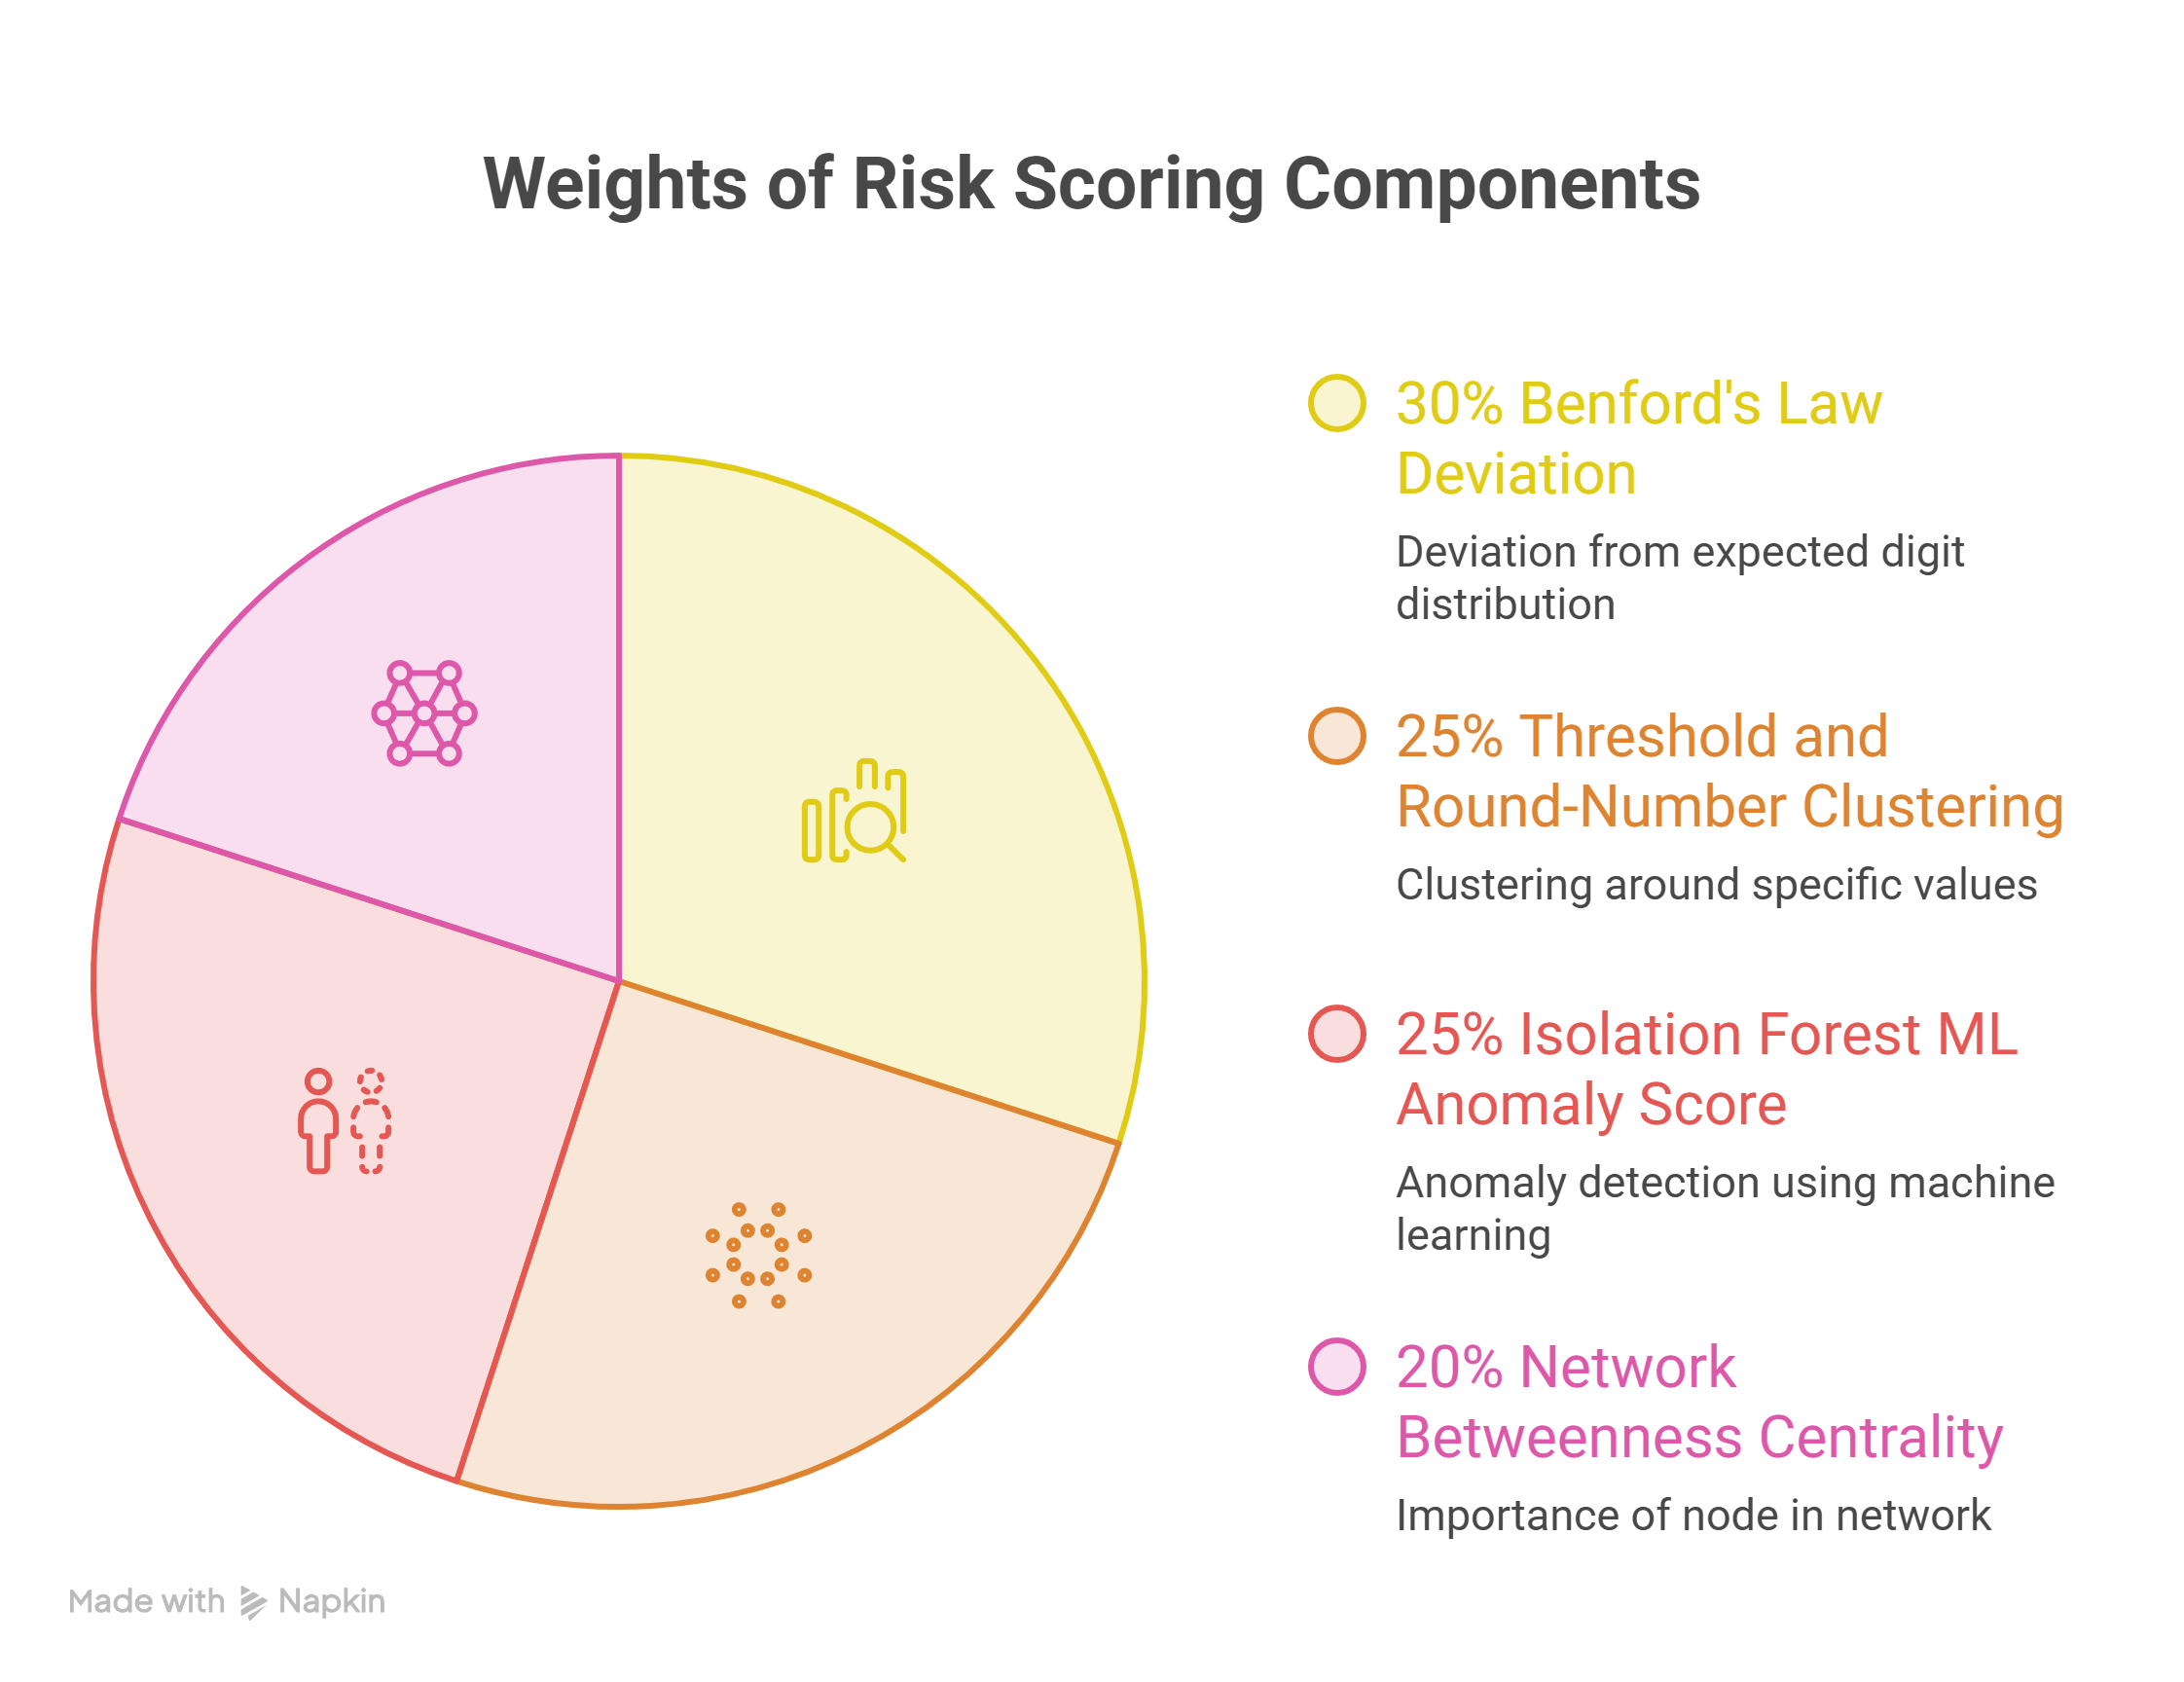 Weights of Risk Scoring Components
30% Benford's Law
Deviation
Deviation from expected digit
distribution
25% Threshold and
Round-Number Clustering
Clustering around specific values
25% Isolation Forest ML
Anomaly Score
Anomaly detection using machine
learning
20% Network
Betweenness Centrality
Importance of node in network
Made with Napkin